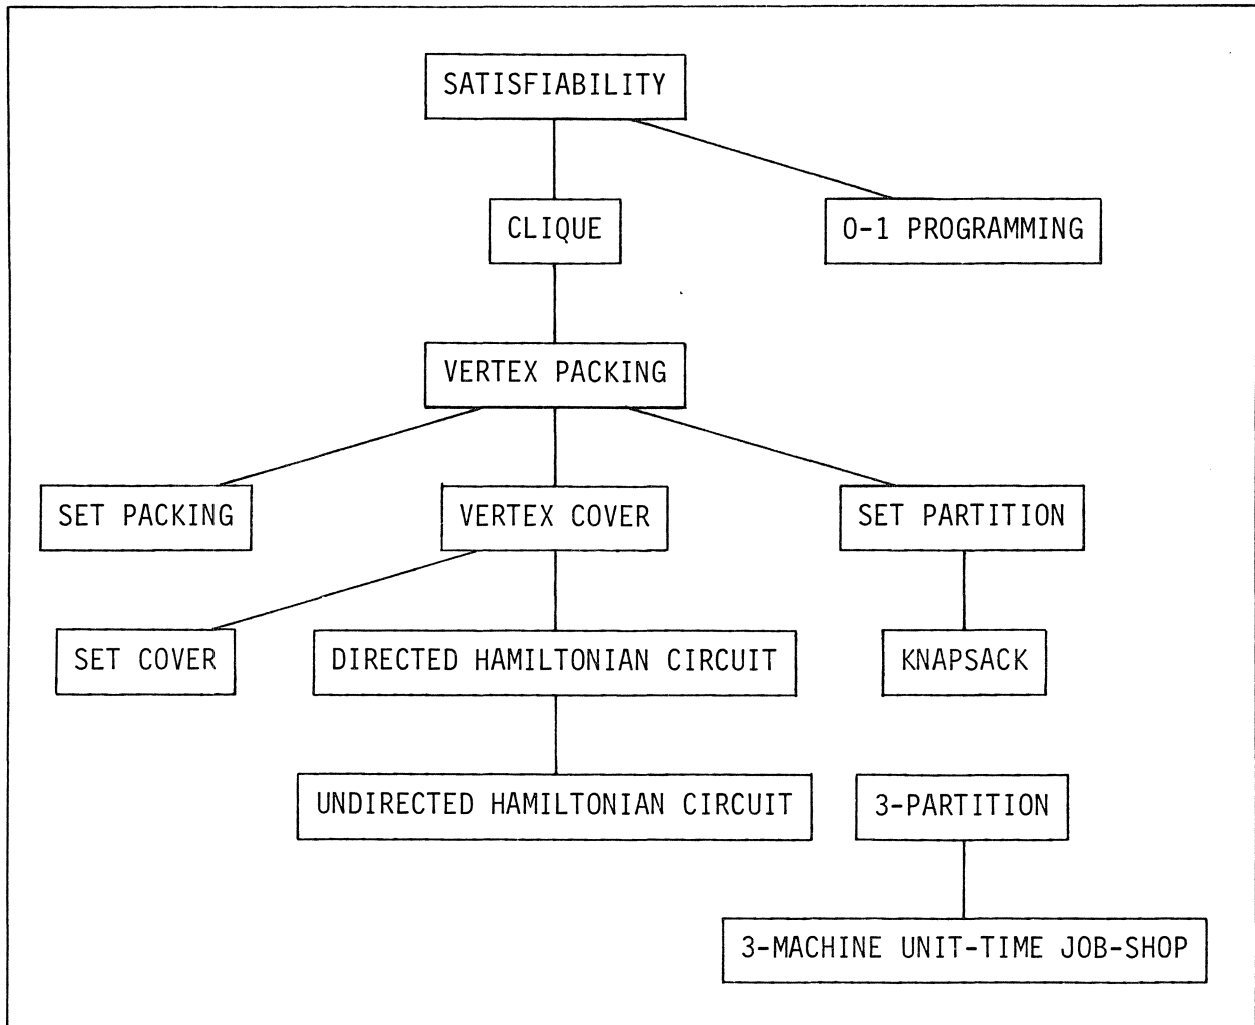 SATISFIABILITY
CLIQUE
0-1 PROGRAMMING
VERTEX PACKING
SET PACKING
VERTEX COVER
SET PARTITION
SET COVER
DIRECTED HAMILTONIAN CIRCUIT
KNAPSACK
UNDIRECTED HAMILTONIAN CIRCUIT
3-PARTITION
3-MACHINE UNIT-TIME JOB-SHOP